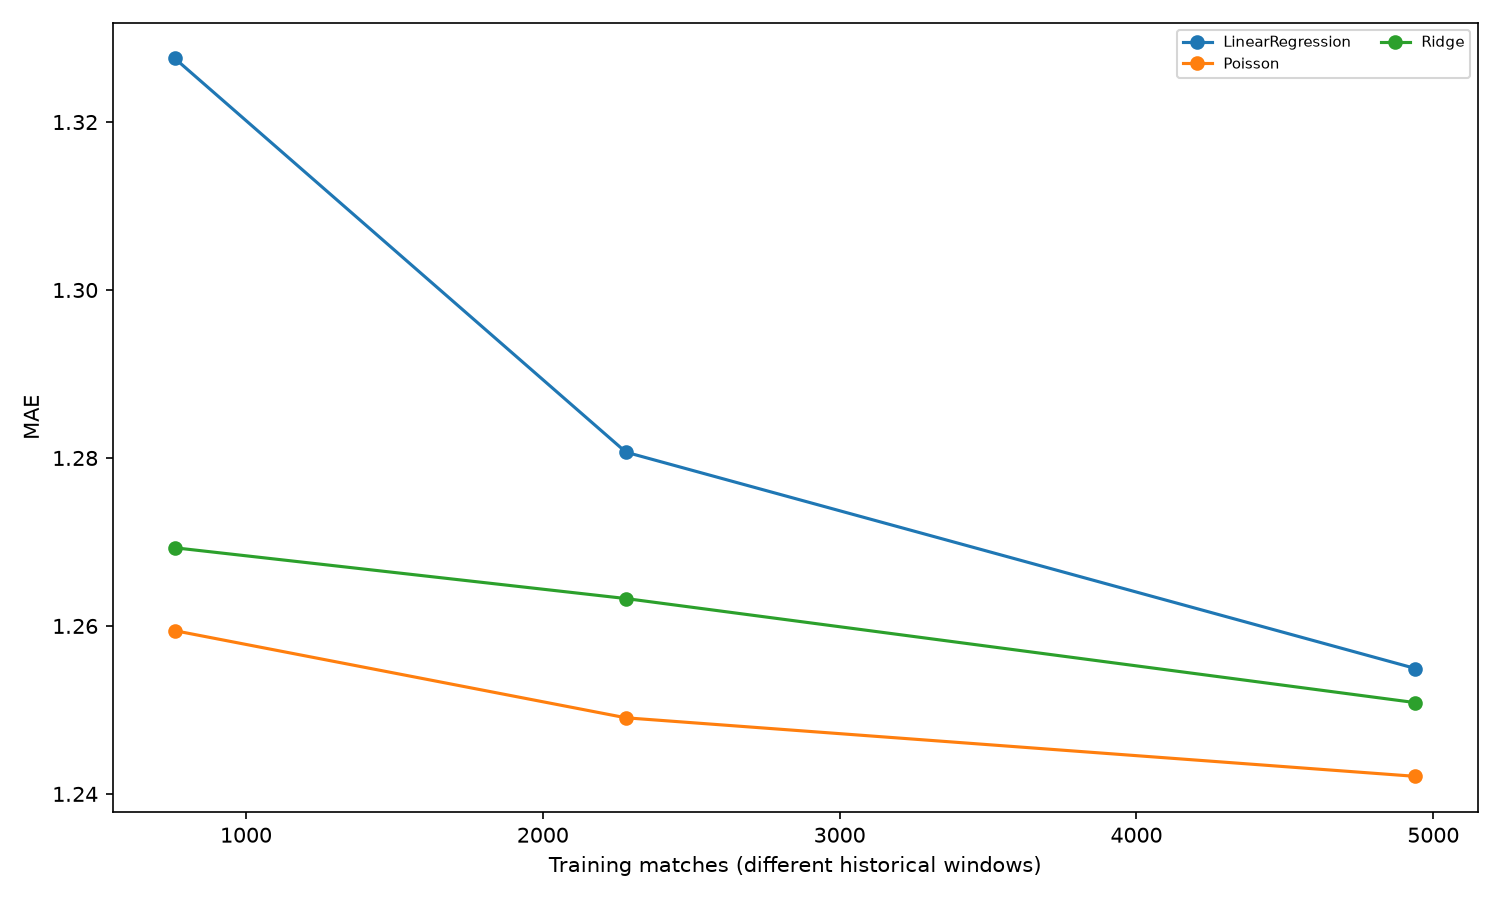 LinearRegression
Poisson
Ridge
1.32
1.30
1.28
1.26
1.24
MAE
1000 2000 3000 4000 5000
Training matches (different historical windows)